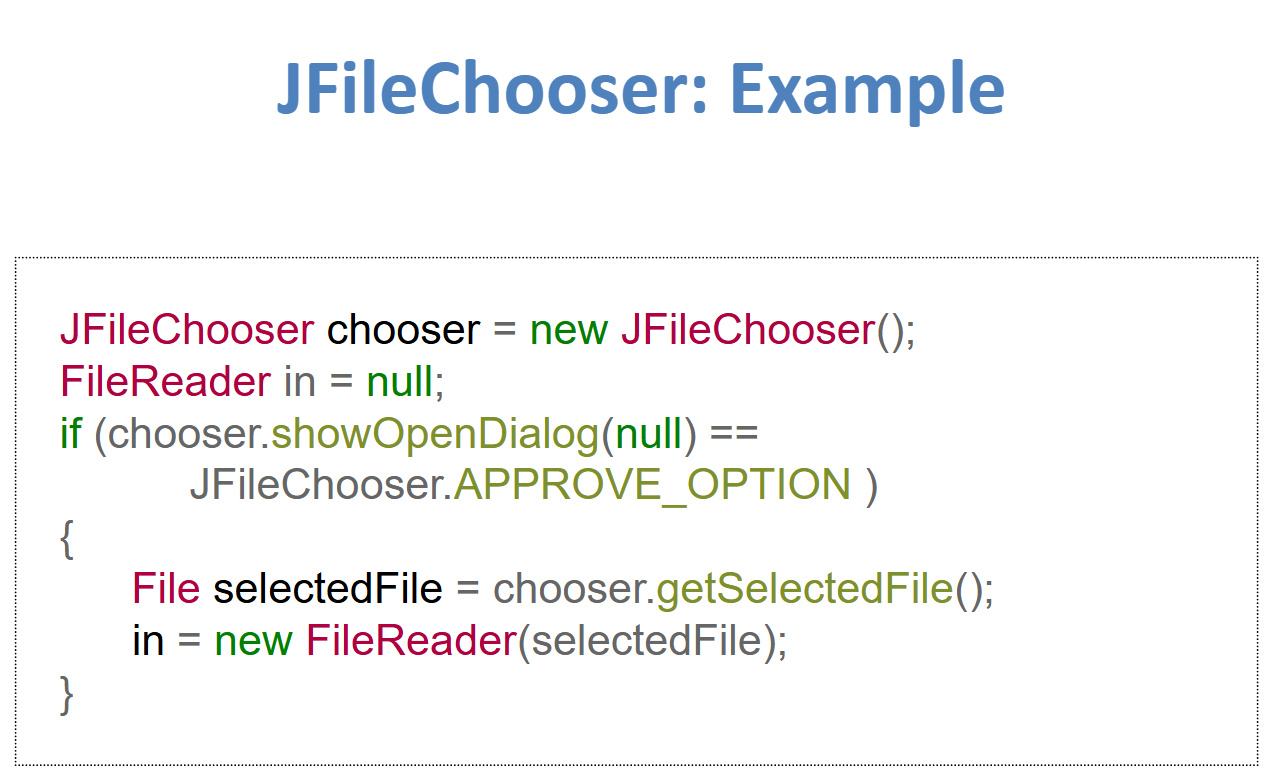 JFileChooser: Example
JFileChooser chooser = new JFileChooser();
FileReader in = null;
if (chooser.showOpenDialog(null) ==
JFileChooser.APPROVE_OPTION )
{
File selectedFile = chooser.getSelectedFile();
in = new FileReader(selectedFile);
}